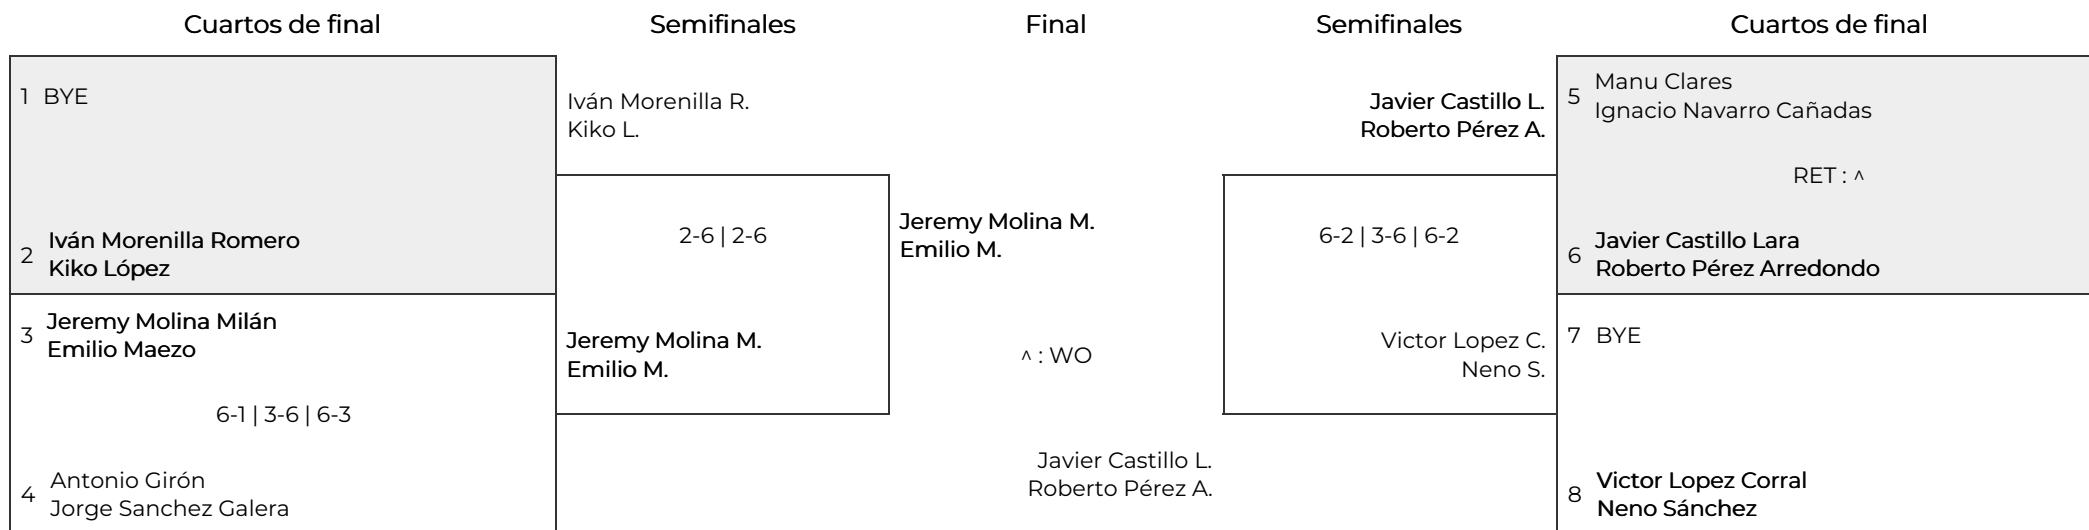 Cuartos de final
Semifinales
Final
Semifinales
Cuartos de final
1 BYE
2 Iván Morenilla Romero
Kiko López
3 Jeremy Molina Milán
Emilio Maezo
6-1 | 3-6 | 6-3
4 Antonio Girón
Jorge Sanchez Galera
Iván Morenilla R.
Kiko L.
2-6 | 2-6
Jeremy Molina M.
Emilio M.
Jeremy Molina M.
Emilio M.
^ : WO
Javier Castillo L.
Roberto Pérez A.
Javier Castillo L.
Roberto Pérez A.
6-2 | 3-6 | 6-2
Victor Lopez C.
Neno S.
5 Manu Clares
Ignacio Navarro Cañadas
RET : ^
6 Javier Castillo Lara
Roberto Pérez Arredondo
7 BYE
8 Victor Lopez Corral
Neno Sánchez